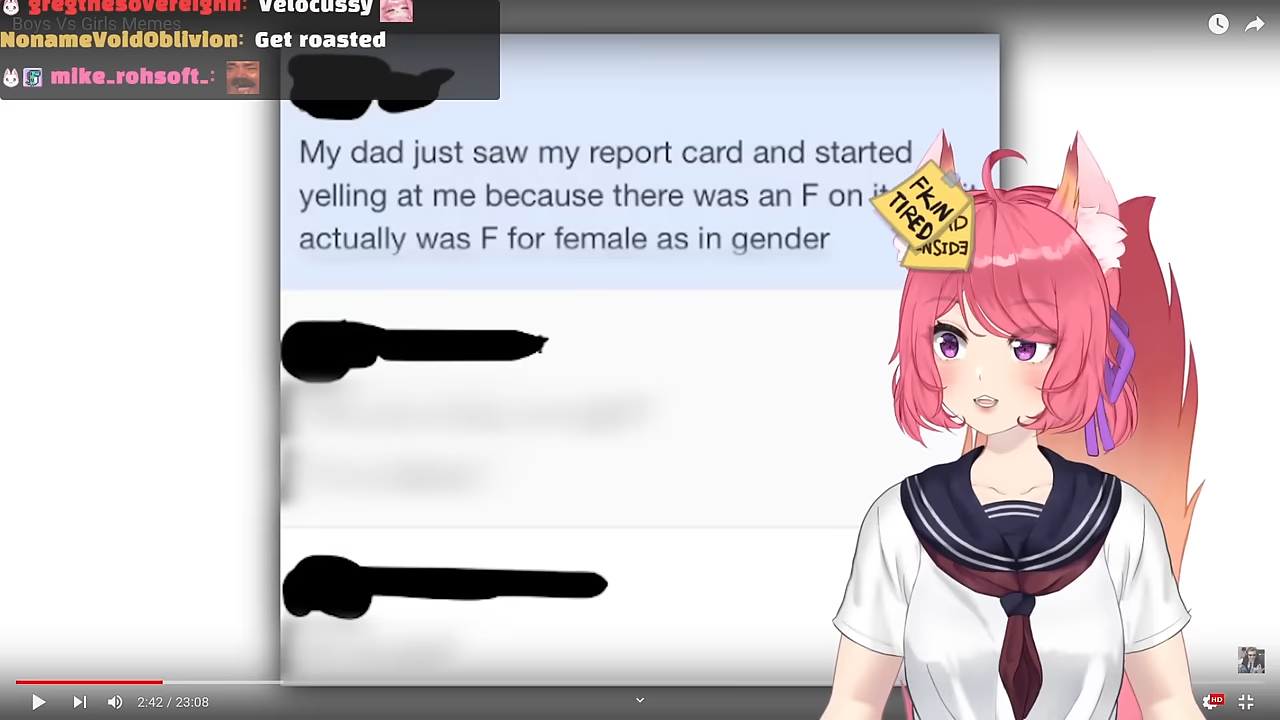 gregthesovereignn: Velocussy
Boys Vs Girls Memes
NonameVoidOblivion: Get roasted
mike_rohsoft_:
My dad just saw my report card and started
yelling at me because there was an F on
actually was F for female as in gender
FKIN
TIRED
2:42 / 23:08
HD